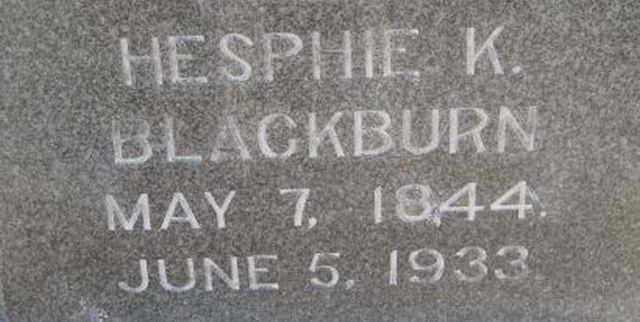 HESPHIE K.
BLACKBURN
MAY 7, 1844.
JUNE 5, 1933.